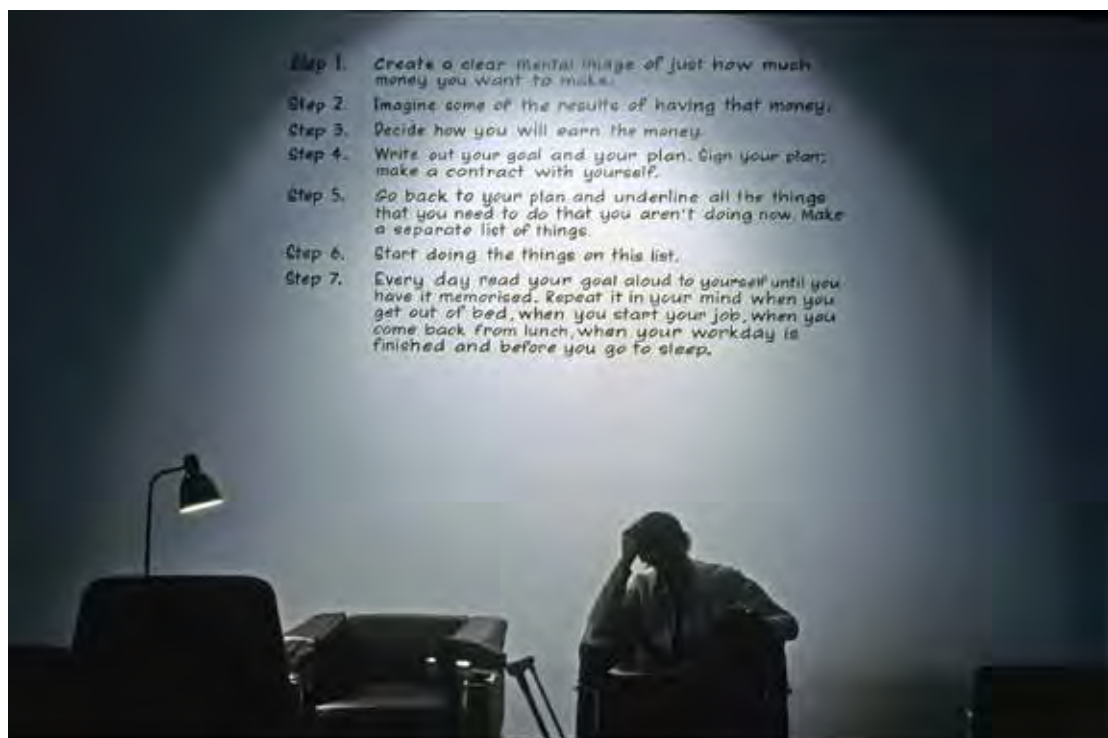 Step 1. Create a clear mental image of just how much
money you want to make.
Step 2. Imagine some of the results of having that money.
Step 3. Decide how you will earn the money.
Step 4. Write out your goal and your plan. Sign your plan;
make a contract with yourself.
Step 5. Go back to your plan and underline all the things
that you need to do that you aren't doing now. Make
a separate list of things.
Step 6. Start doing the things on this list.
Step 7. Every day read your goal aloud to yourself until you
have it memorised. Repeat it in your mind when you
get out of bed, when you start your job, when you
come back from lunch, when your workday is
finished and before you go to sleep.